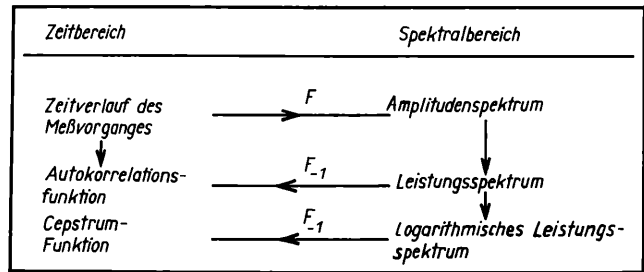 Zeitbereich Spektralbereich
Zeitverlauf des Meßvorganges F Amplitudenspektrum
Autokorrelations-
funktion F-1 Leistungsspektrum
Cepstrum-
Funktion F-1 Logarithmisches Leistungs-
spektrum